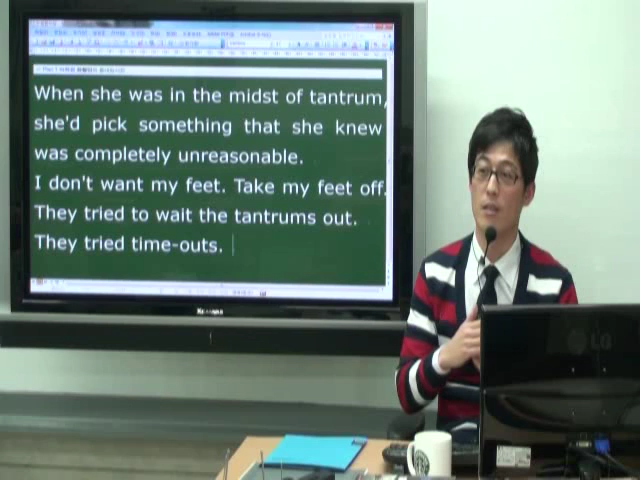 When she was in the midst of tantrum,
she'd pick something that she knew
was completely unreasonable.
I don't want my feet. Take my feet off.
They tried to wait the tantrums out.
They tried time-outs.
LG